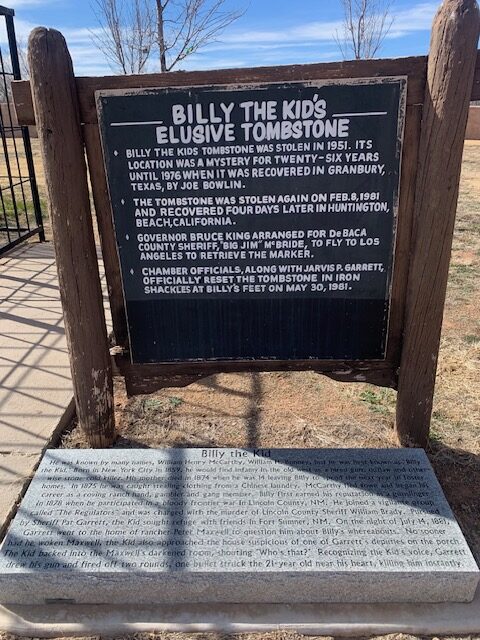 BILLY THE KID'S
ELUSIVE TOMBSTONE
♦ BILLY THE KIDS TOMBSTONE WAS STOLEN IN 1951. ITS
LOCATION WAS A MYSTERY FOR TWENTY-SIX YEARS
UNTIL 1976 WHEN IT WAS RECOVERED IN GRANBURY,
TEXAS, BY JOE BOWLIN.
♦ THE TOMBSTONE WAS STOLEN AGAIN ON FEB.8,1981
AND RECOVERED FOUR DAYS LATER IN HUNTINGTON,
BEACH,CALIFORNIA.
♦ GOVERNOR BRUCE KING ARRANGED FOR DeBACA
COUNTY SHERIFF, "BIG JIM" McBRIDE, TO FLY TO LOS
ANGELES TO RETRIEVE THE MARKER.
♦ CHAMBER OFFICIALS, ALONG WITH JARVIS P. GARRETT,
OFFICIALLY RESET THE TOMBSTONE IN IRON
SHACKLES AT BILLY'S FEET ON MAY 30, 1981.
Billy the Kid
He was known by many names, William Henry McCarthy, William H. Bonney, but he was best known as "Billy
the Kid." Born in New York City in 1859, he would find infamy in the old west as a hired gun, outlaw and other-
wise stone cold killer. His mother died in 1874 when he was 14 leaving Billy to spend the next year in foster
homes. In 1875 he was caught stealing clothing from a Chinese laundry. McCarthy fled town and began his
career as a roving ranch hand, gambler and gang member. Billy first earned his reputation as a gunslinger
in 1878 when he participated in a bloody frontier war in Lincoln County, NM. He joined a vigilante group
called "The Regulators" and was charged with the murder of Lincoln County Sheriff William Brady. Pursued
by Sheriff Pat Garrett, the Kid sought refuge with friends in Fort Sumner, NM. On the night of July 14, 1881,
Garrett went to the home of rancher Peter Maxwell to question him about Billy's whereabouts. No sooner
had he woken Maxwell, the Kid also approached the house suspicious of one of Garrett's deputies on the porch.
The Kid backed into the Maxwell's darkened room, shouting "Who's that?" Recognizing the Kid's voice, Garrett
drew his gun and fired off two rounds, one bullet struck the 21-year old near his heart, killing him instantly.